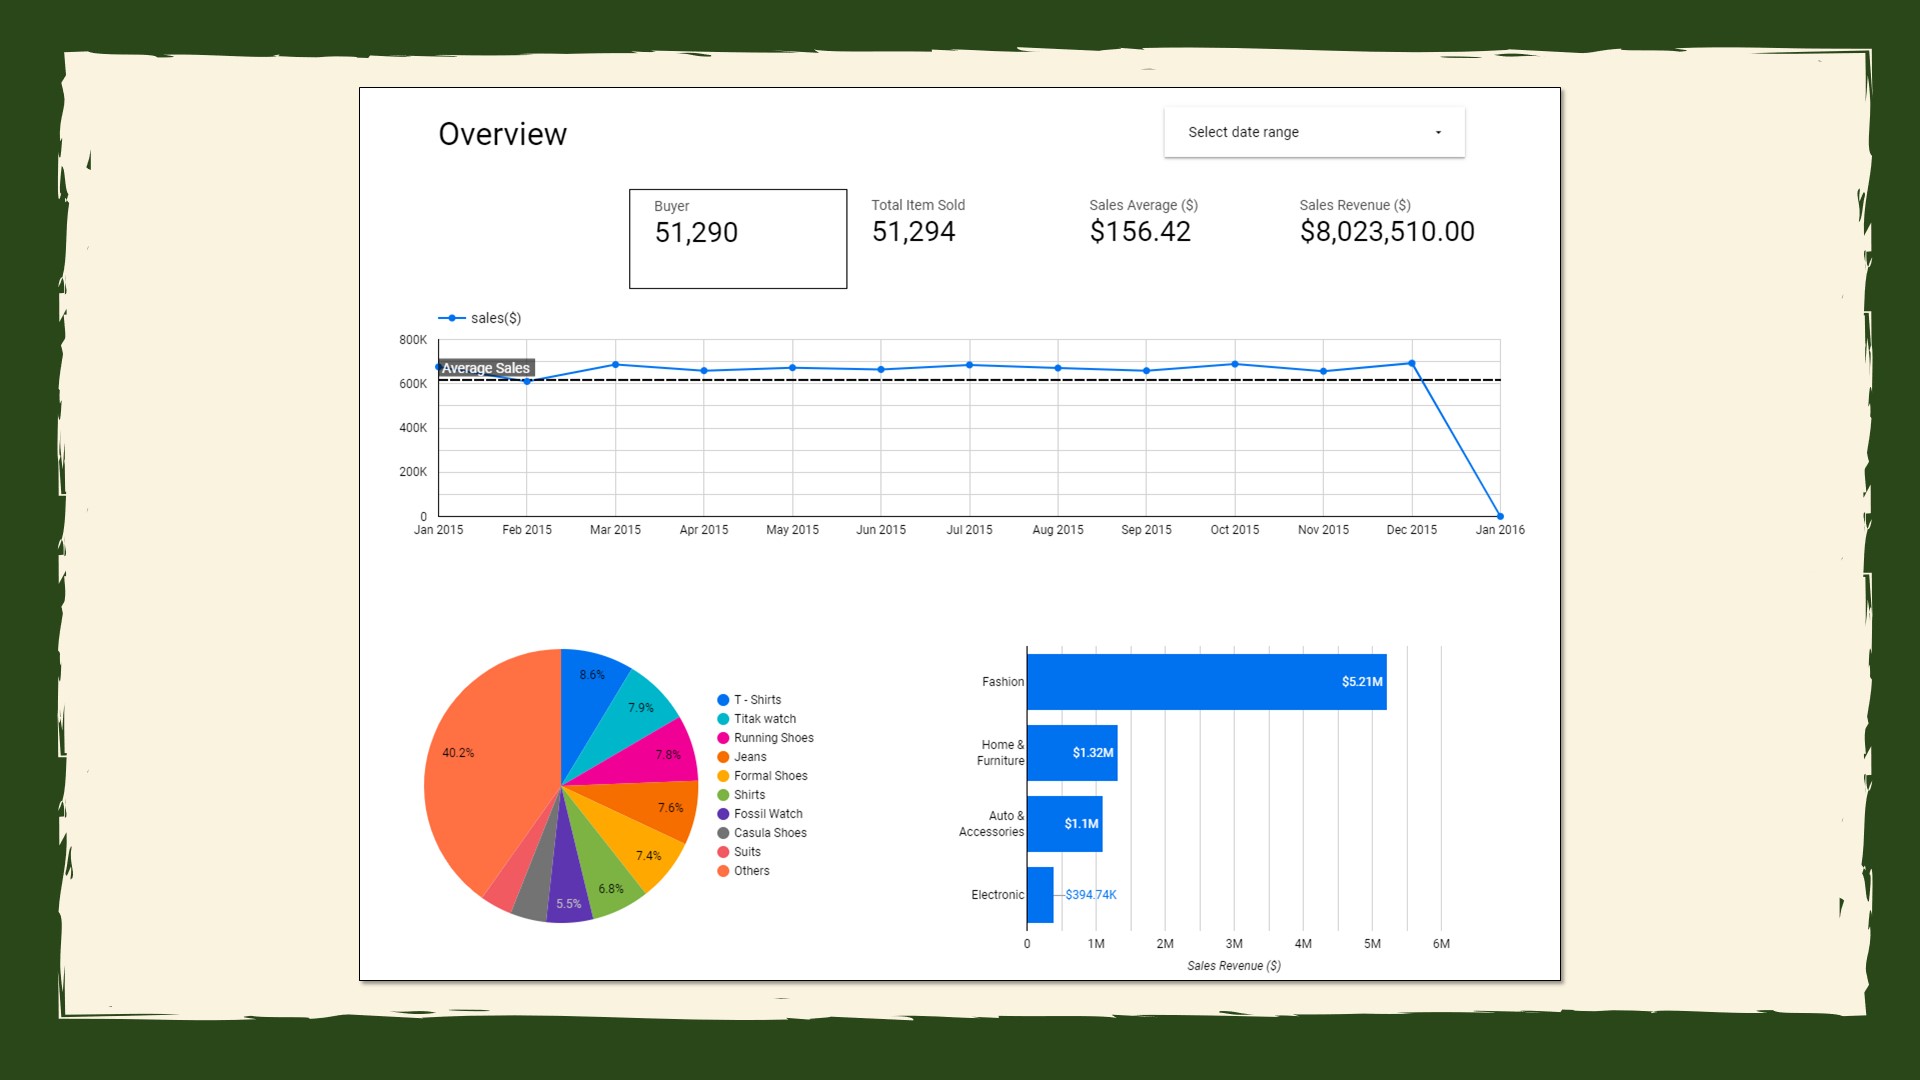 Overview
Select date range
Buyer
51,290
Total Item Sold
51,294
Sales Average ($)
$156.42
Sales Revenue ($)
$8,023,510.00
sales($)
800K
600K
400K
200K
0
Average Sales
Jan 2015
Feb 2015
Mar 2015
Apr 2015
May 2015
Jun 2015
Jul 2015
Aug 2015
Sep 2015
Oct 2015
Nov 2015
Dec 2015
Jan 2016
8.6%
7.9%
7.8%
7.6%
7.4%
6.8%
5.5%
40.2%
T - Shirts
Titak watch
Running Shoes
Jeans
Formal Shoes
Shirts
Fossil Watch
Casula Shoes
Suits
Others
Fashion
$5.21M
Home &
Furniture
$1.32M
Auto &
Accessories
$1.1M
Electronic
$394.74K
0
1M
2M
3M
4M
5M
6M
Sales Revenue ($)